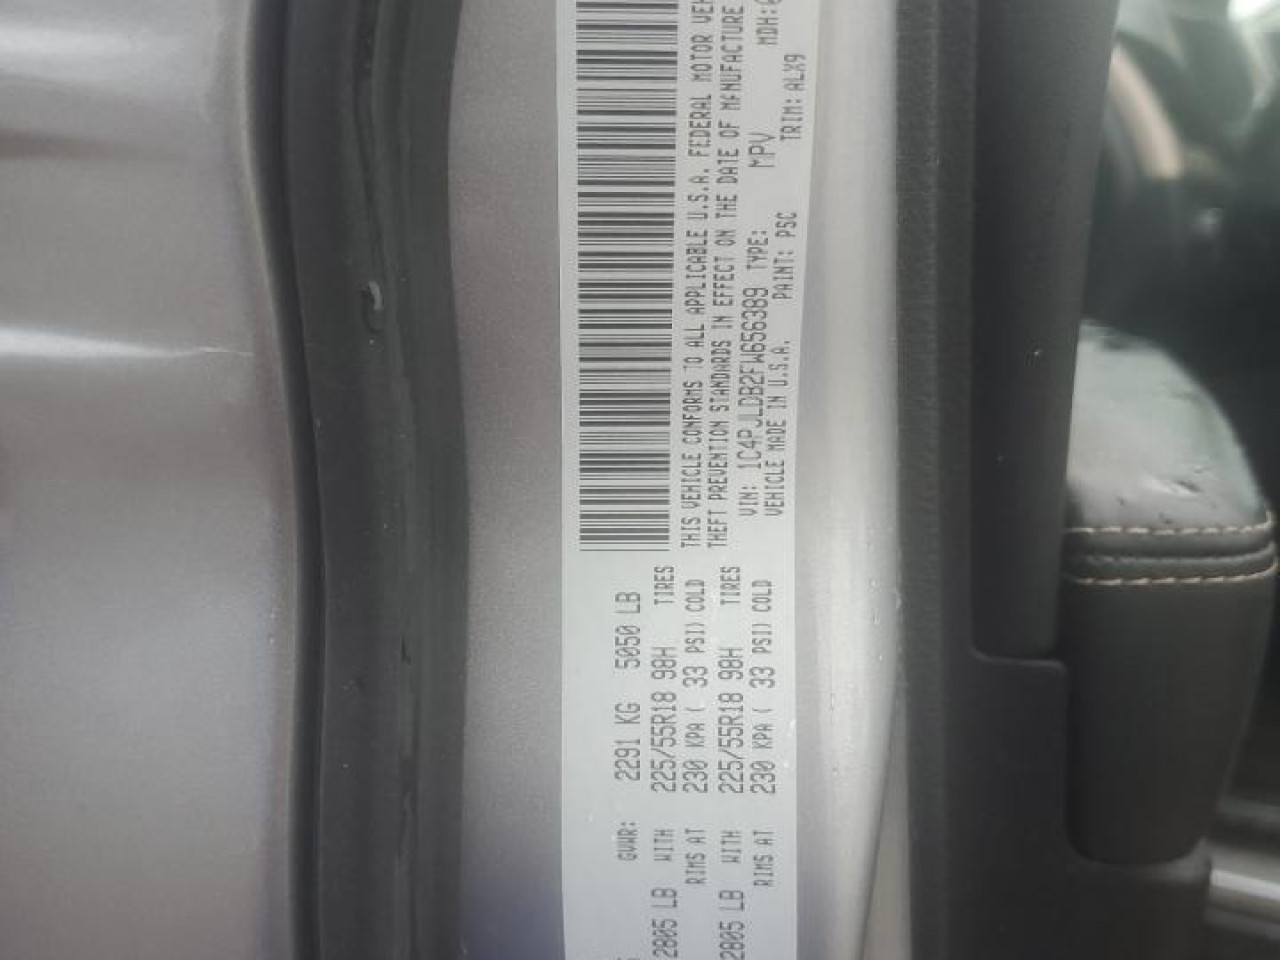 GVWR: 2291 KG 5050 LB
2805 LB WITH 225/55R18 98H TIRES
RIMS AT 230 KPA ( 33 PSI) COLD
2805 LB WITH 225/55R18 98H TIRES
RIMS AT 230 KPA ( 33 PSI) COLD
THIS VEHICLE CONFORMS TO ALL APPLICABLE U.S.A. FEDERAL MOTOR VEH
THEFT PREVENTION STANDARDS IN EFFECT ON THE DATE OF MANUFACTURE
VIN: 1C4PJLDB2FW656389 TYPE: MPV MDH:
VEHICLE MADE IN U.S.A. PAINT: PSC TRIM: ALX9